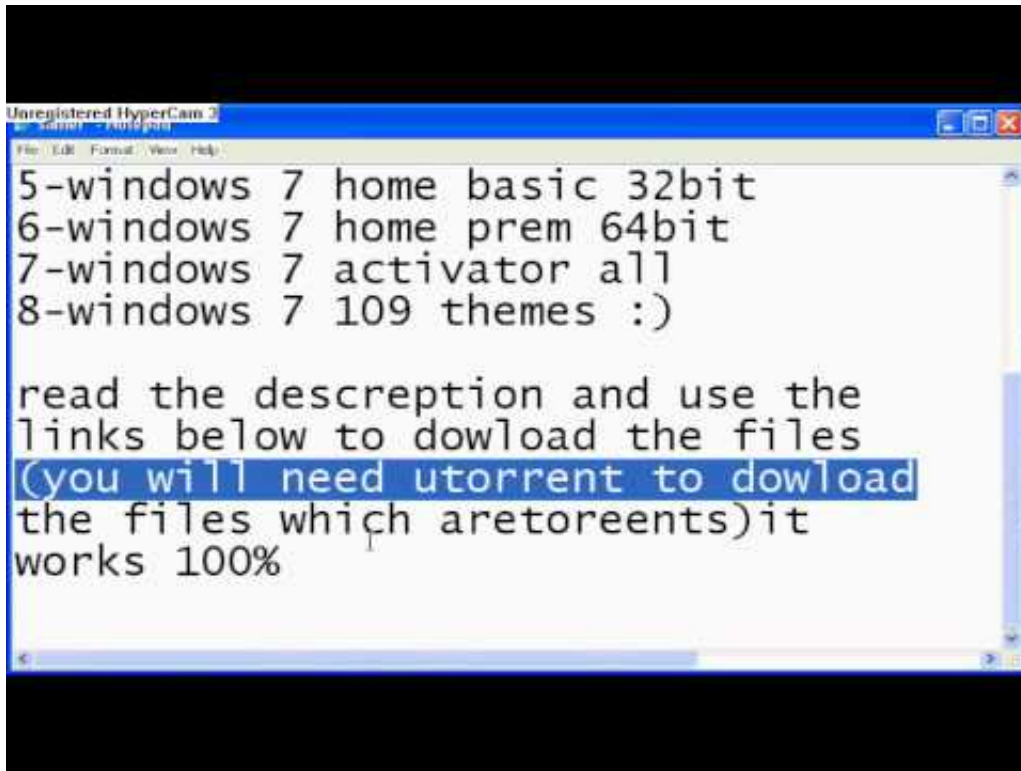 Unregistered HyperCam 3
- Notepad
File Edit Format View Help
5-windows 7 home basic 32bit
6-windows 7 home prem 64bit
7-windows 7 activator all
8-windows 7 109 themes :)
read the descreption and use the
links below to dowload the files
(you will need utorrent to dowload
the files which aretoreents)it
works 100%